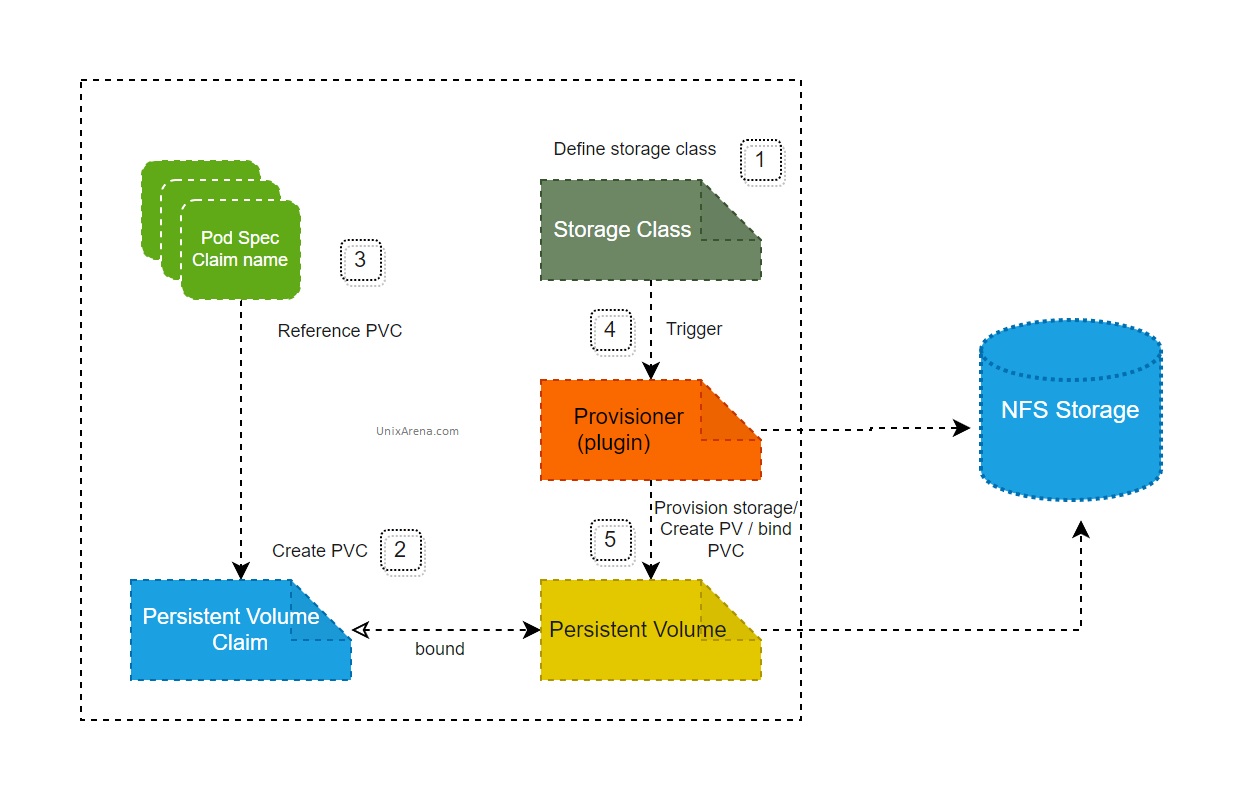 Define storage class
1
Storage Class
Pod Spec
Claim name
3
Reference PVC
4
Trigger
Provisioner
(plugin)
NFS Storage
UnixArena.com
Provision storage/
Create PV / bind
PVC
5
Create PVC
2
Persistent Volume
Claim
bound
Persistent Volume